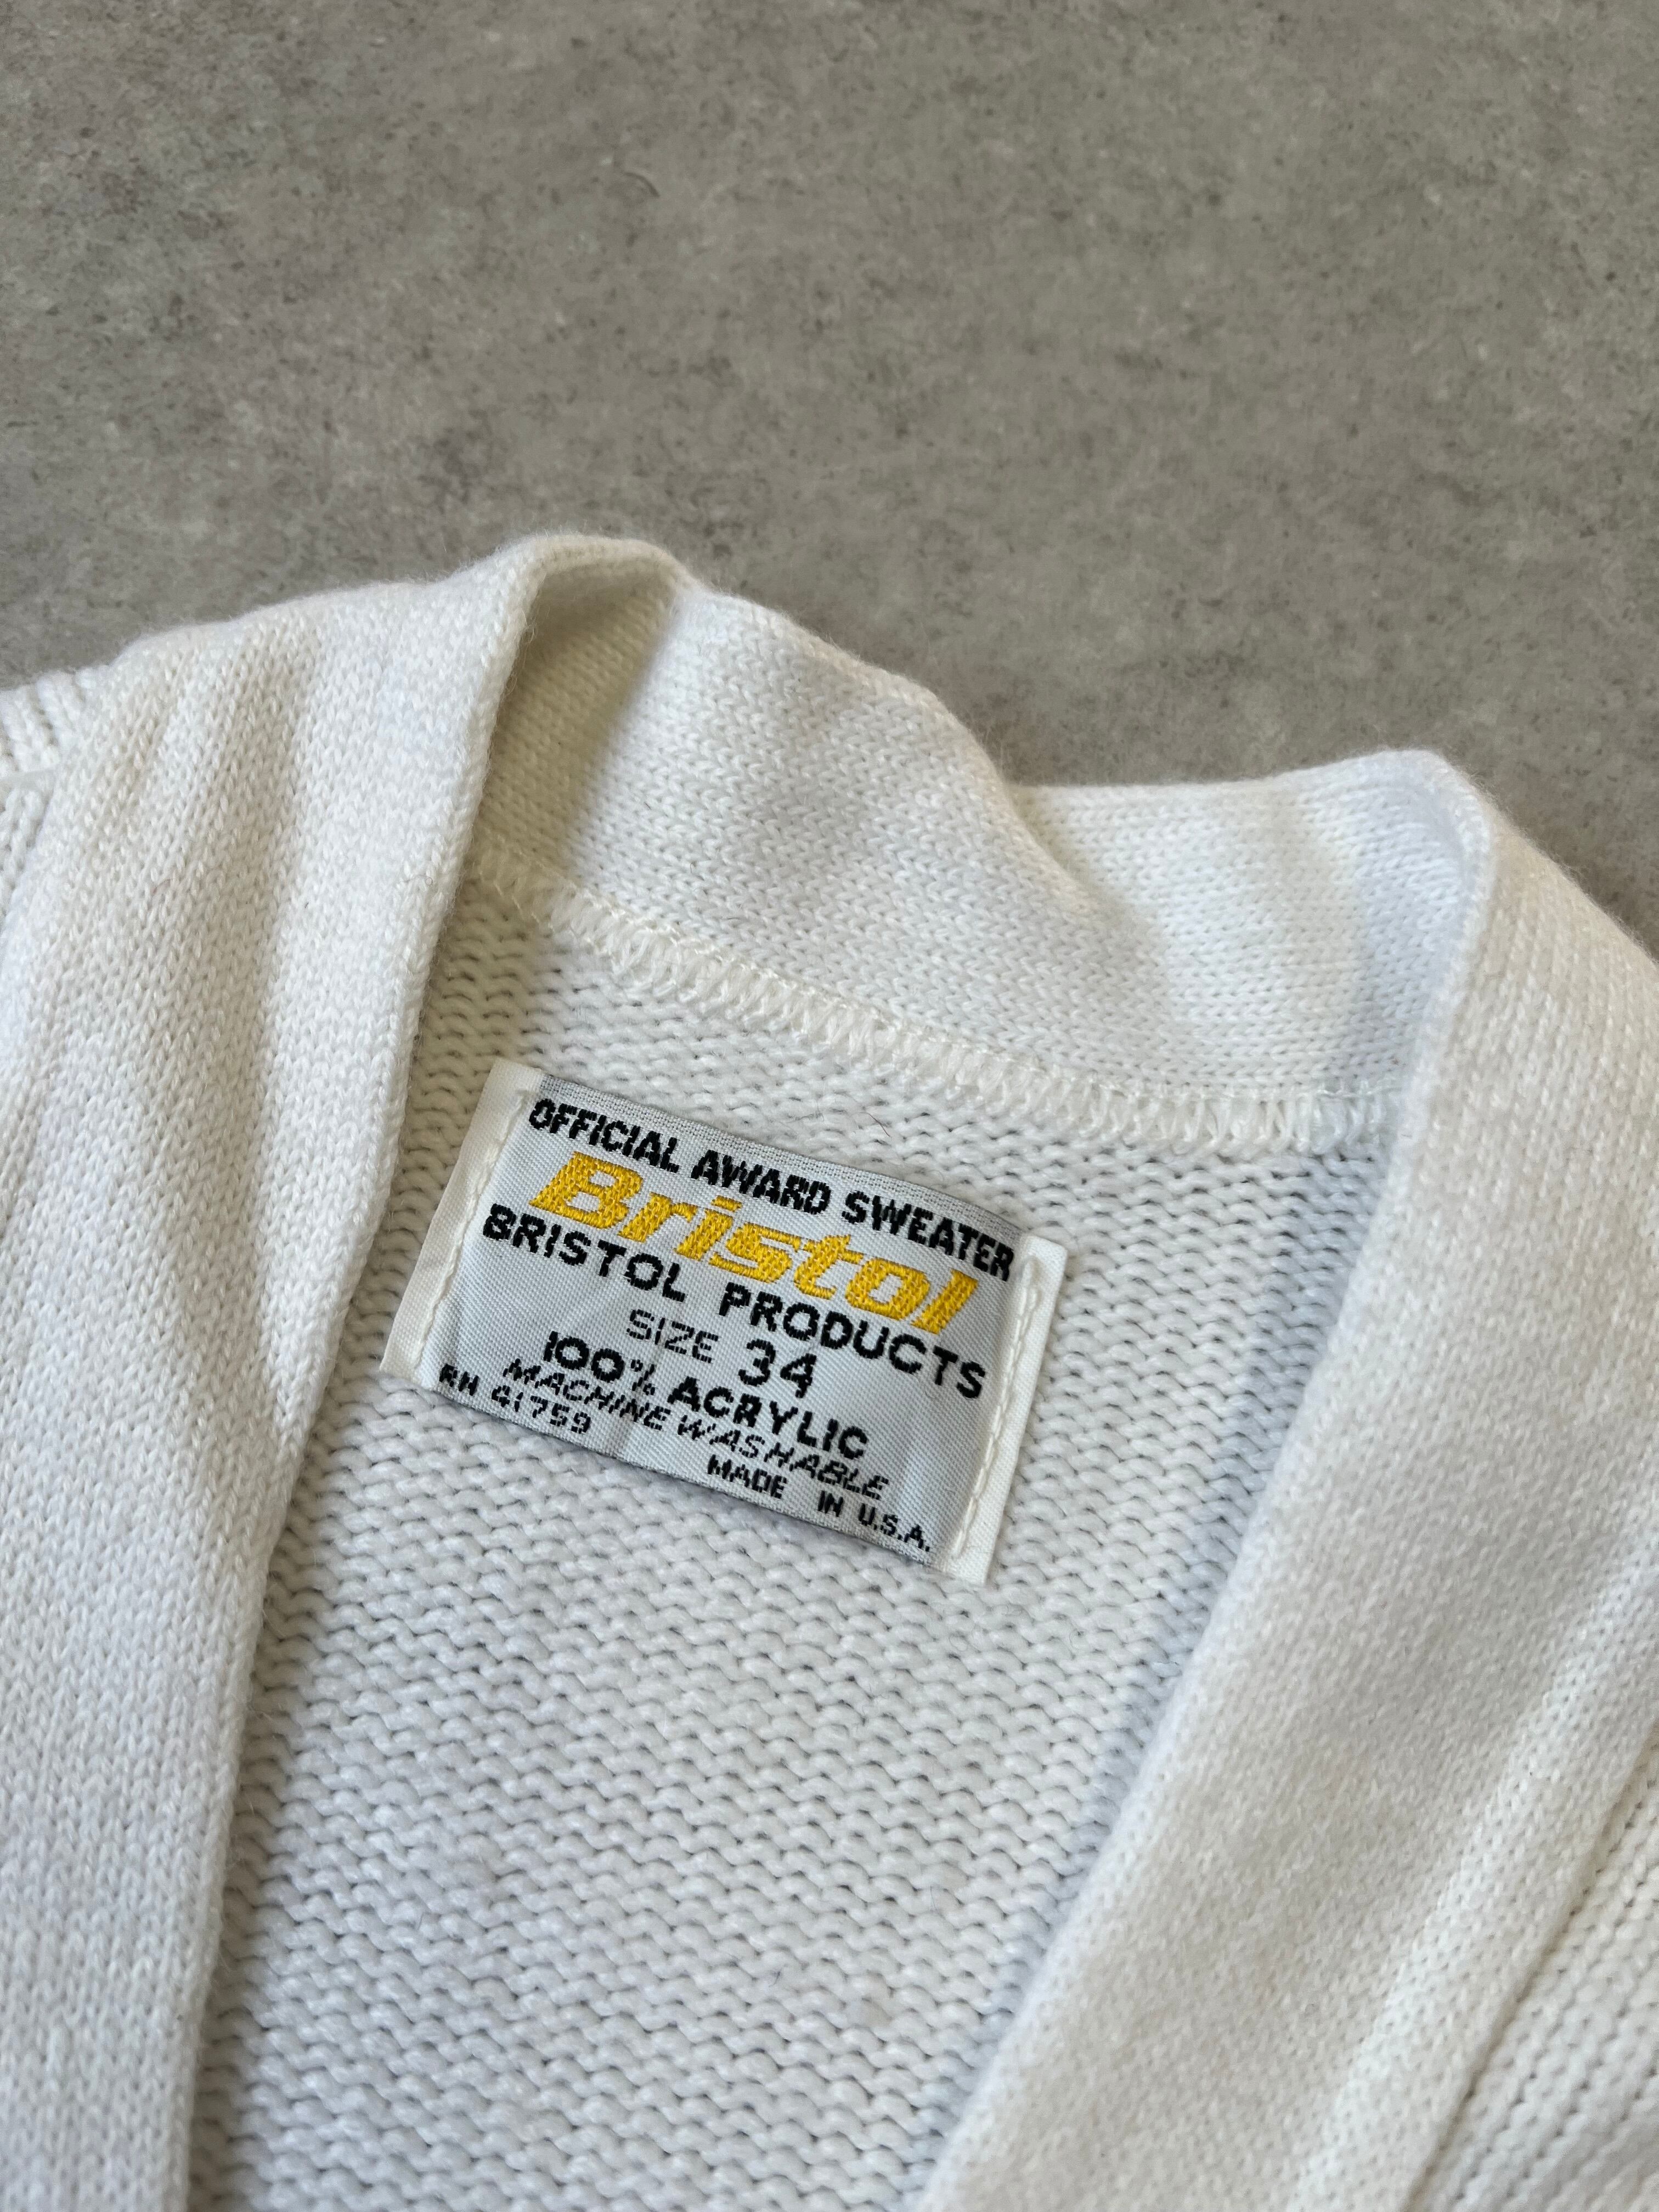 OFFICIAL AWARD SWEATER
Bristol
BRISTOL PRODUCTS
SIZE 34
100% ACRYLIC
MACHINE WASHABLE
RN 41759
MADE IN U.S.A.